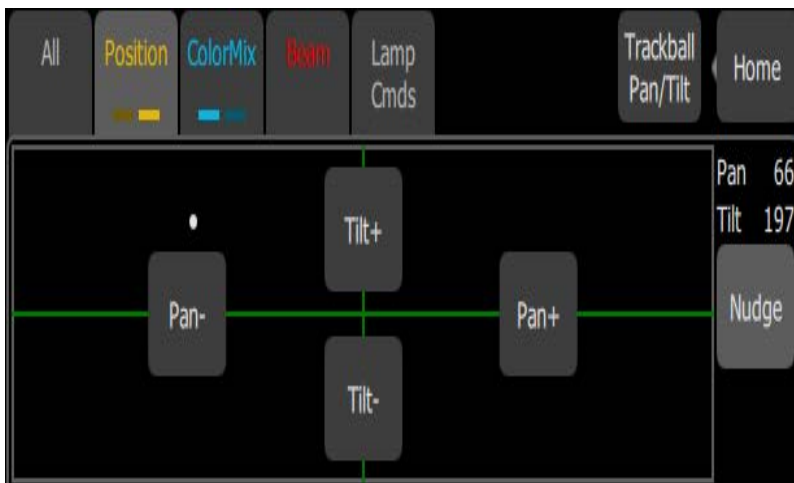 All
Position
ColorMix
Beam
Lamp
Cmds
Trackball
Pan/Tilt
Home
Pan 66
Tilt 197
Tilt+
Pan-
Pan+
Nudge
Tilt-